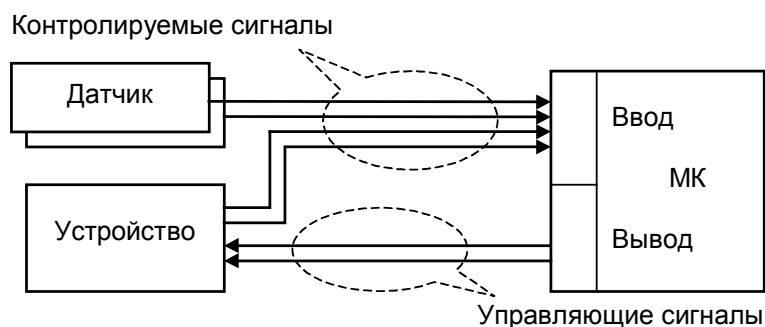 Контролируемые сигналы
Датчик
Ввод
МК
Устройство
Вывод
Управляющие сигналы